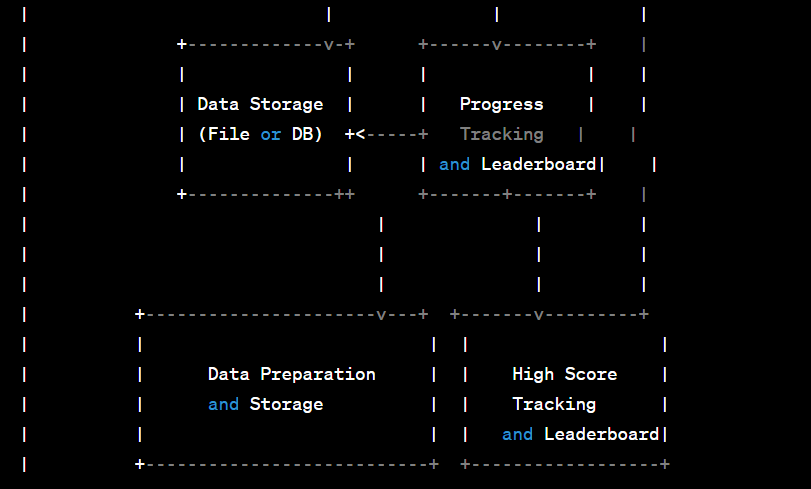 |                            |               |             |
|              +-------------v-+      +------v--------+    |
|              |               |      |               |    |
|              | Data Storage  |      |   Progress    |    |
|              | (File or DB)  +<-----+   Tracking   |    |
|              |               |      | and Leaderboard|    |
|              +--------------++      +-------+-------+    |
|                                 |              |         |
|                                 |              |         |
|                                 |              |         |
|          +----------------------v---+  +-------v---------+
|          |                           |  |                  |
|          |      Data Preparation     |  |    High Score    |
|          |      and Storage          |  |    Tracking      |
|          |                           |  |   and Leaderboard|
|          +---------------------------+  +------------------+